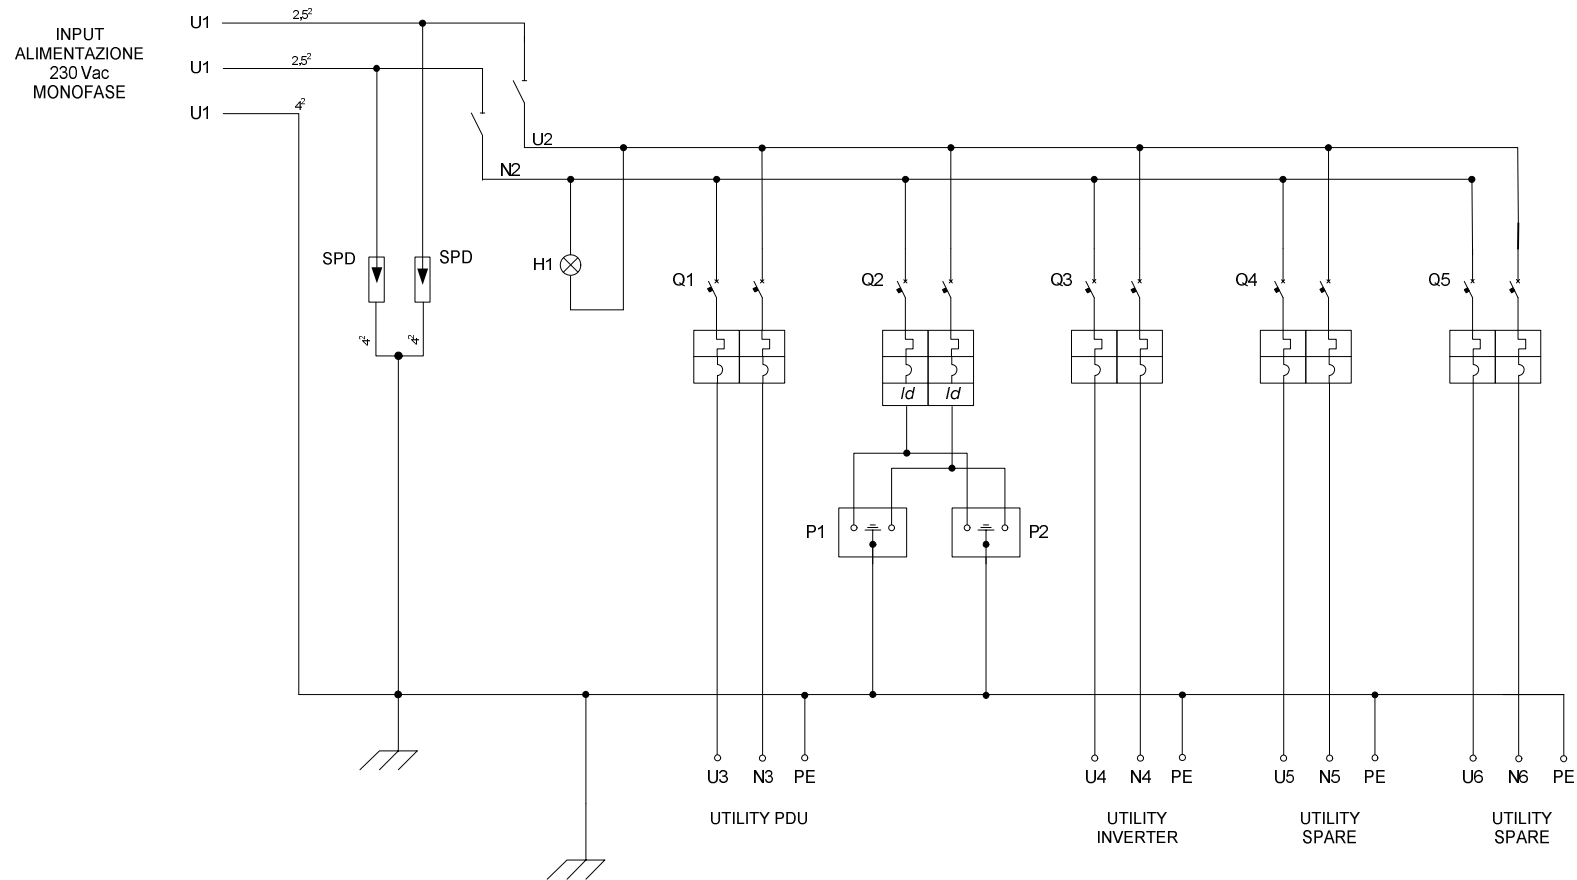 INPUT
ALIMENTAZIONE
230 Vac
MONOFASE
U1 2,5²
U1 2,5²
U1 4²
U2
N2
SPD SPD
H1
Q1 Q2 Q3 Q4 Q5
4² 4²
Id Id
P1 P2
U3 N3 PE U4 N4 PE U5 N5 PE U6 N6 PE
UTILITY PDU
UTILITY
INVERTER
UTILITY
SPARE
UTILITY
SPARE